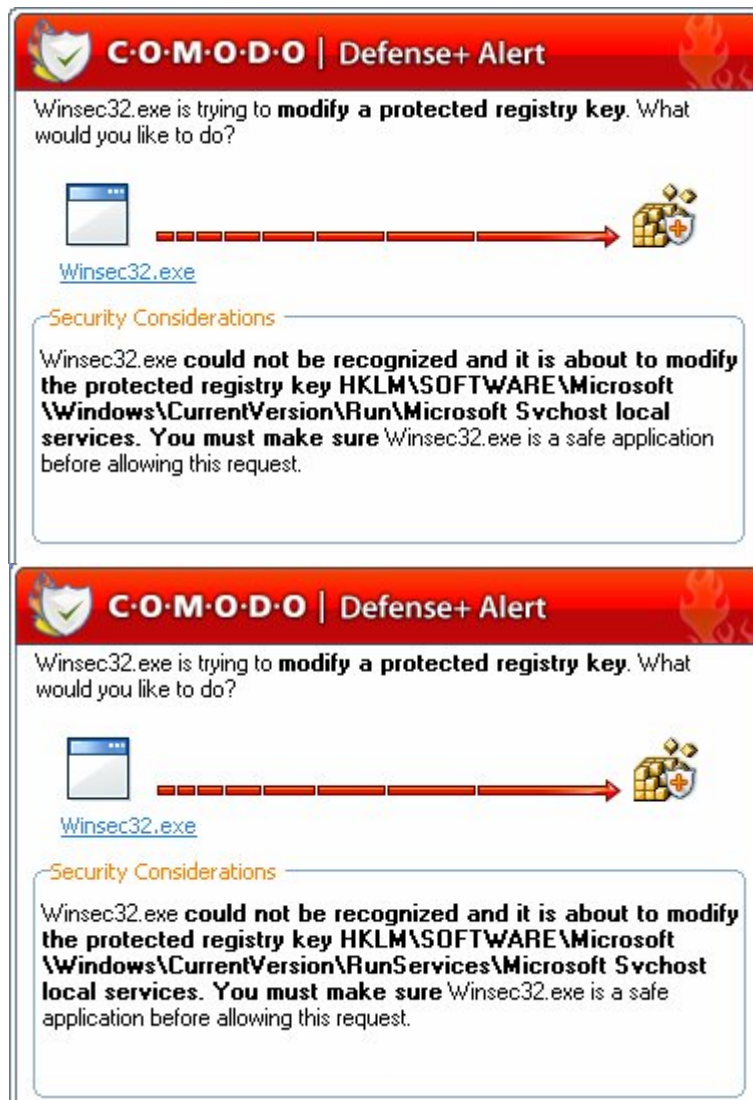 C·O·M·O·D·O | Defense+ Alert
Winsec32.exe is trying to modify a protected registry key. What
would you like to do?
Winsec32.exe
Security Considerations
Winsec32.exe could not be recognized and it is about to modify
the protected registry key HKLM\SOFTWARE\Microsoft
\Windows\CurrentVersion\Run\Microsoft Svchost local
services. You must make sure Winsec32.exe is a safe application
before allowing this request.
C·O·M·O·D·O | Defense+ Alert
Winsec32.exe is trying to modify a protected registry key. What
would you like to do?
Winsec32.exe
Security Considerations
Winsec32.exe could not be recognized and it is about to modify
the protected registry key HKLM\SOFTWARE\Microsoft
\Windows\CurrentVersion\RunServices\Microsoft Svchost
local services. You must make sure Winsec32.exe is a safe
application before allowing this request.